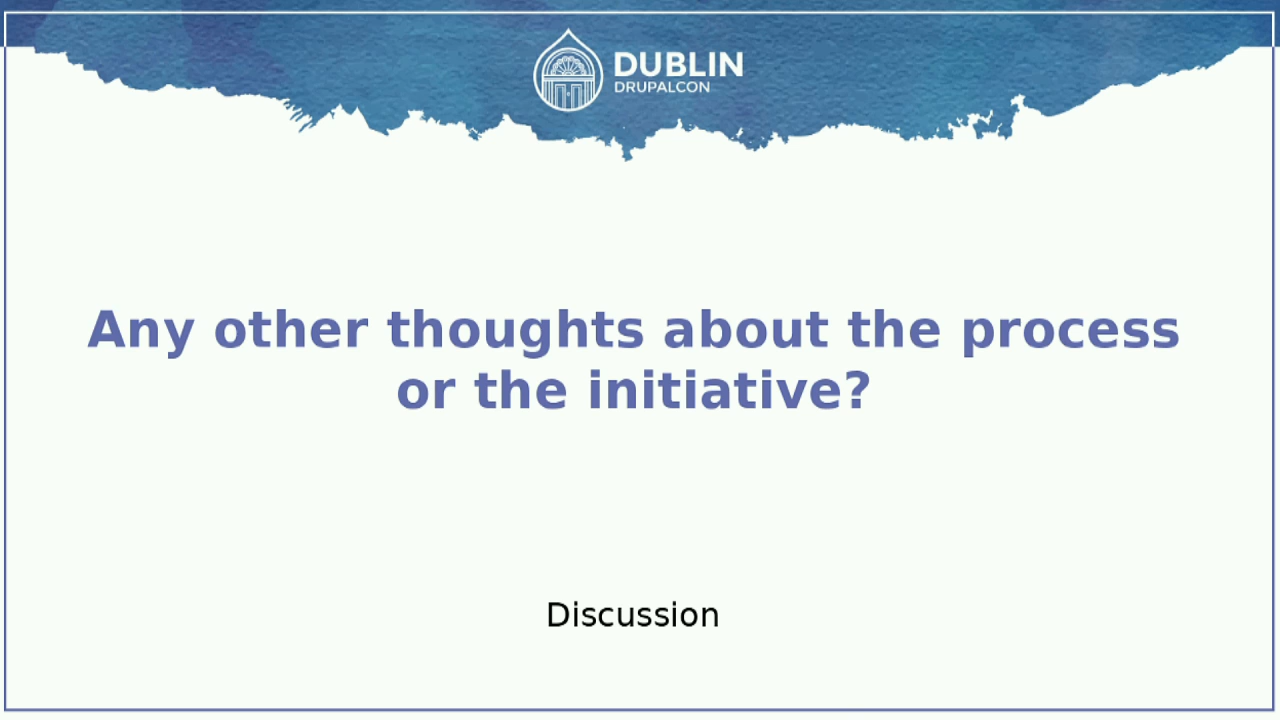 DUBLIN
DRUPALCON
Any other thoughts about the process
or the initiative?
Discussion